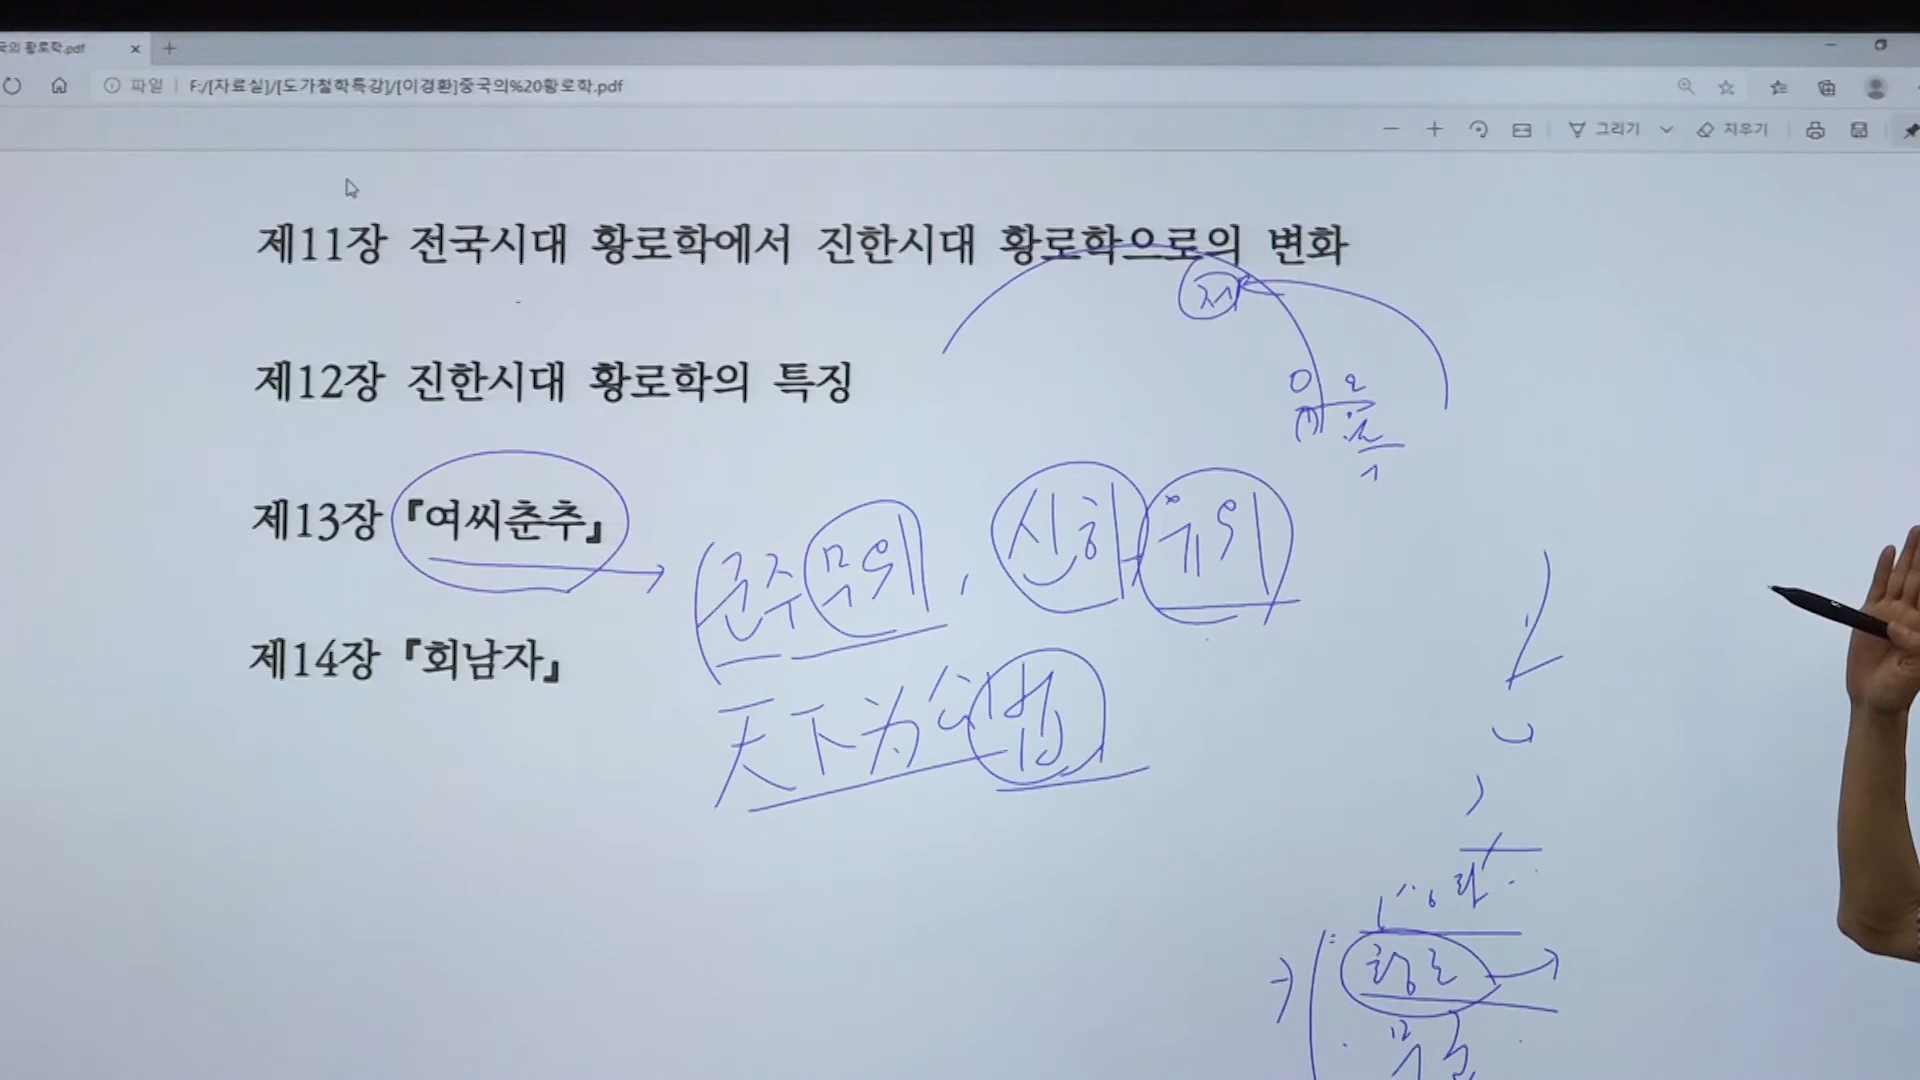 국의 황로학.pdf
파일 F:/[자료실]/[도가철학특강]/[이경환]중국의%20황로학.pdf
그리기 지우기
제11장 전국시대 황로학에서 진한시대 황로학으로의 변화
제12장 진한시대 황로학의 특징
제13장 『여씨춘추』
군주무위, 신하유위
제14장 『회남자』
天下为公 법
황로